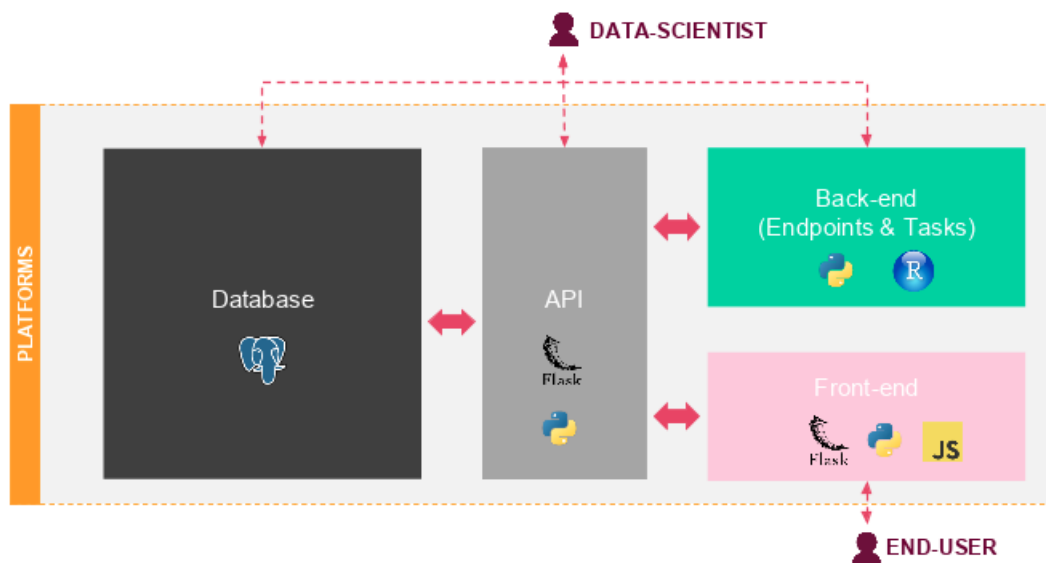 DATA-SCIENTIST
PLATFORMS
Database
API
Flask
Back-end
(Endpoints & Tasks)
R
Front-end
Flask
JS
END-USER